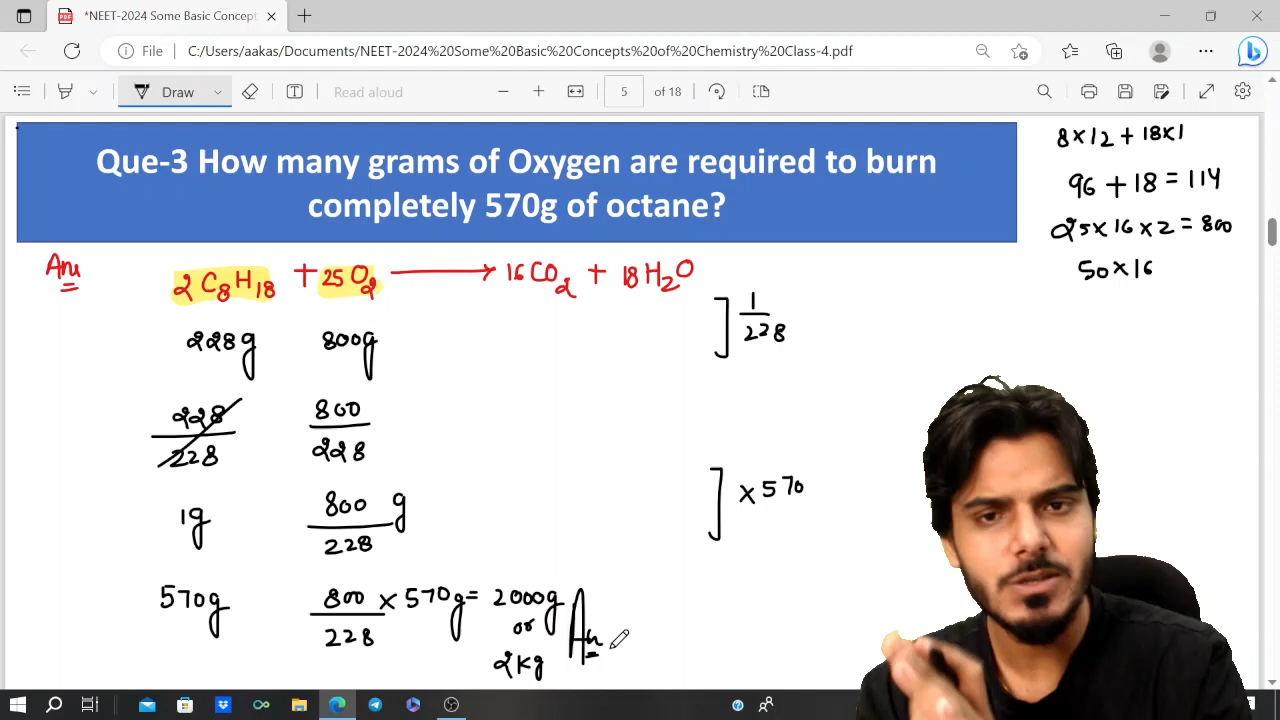 *NEET-2024 Some Basic Concept
File
C:/Users/aakas/Documents/NEET-2024%20Some%20Basic%20Concepts%20of%20Chemistry%20Class-4.pdf
Draw
Read aloud
5
of 18
Que-3 How many grams of Oxygen are required to burn
completely 570g of octane?
8×12 + 18×1
96 + 18 = 114
25×16×2 = 800
50×16
Ans
2C8H18 + 25O2 → 16CO2 + 18H2O
228g 800g ] 1/228
228/228 800/228
1g 800/228 g ] ×570
570g 800/228 × 570g = 2000g
or
2Kg
Ans